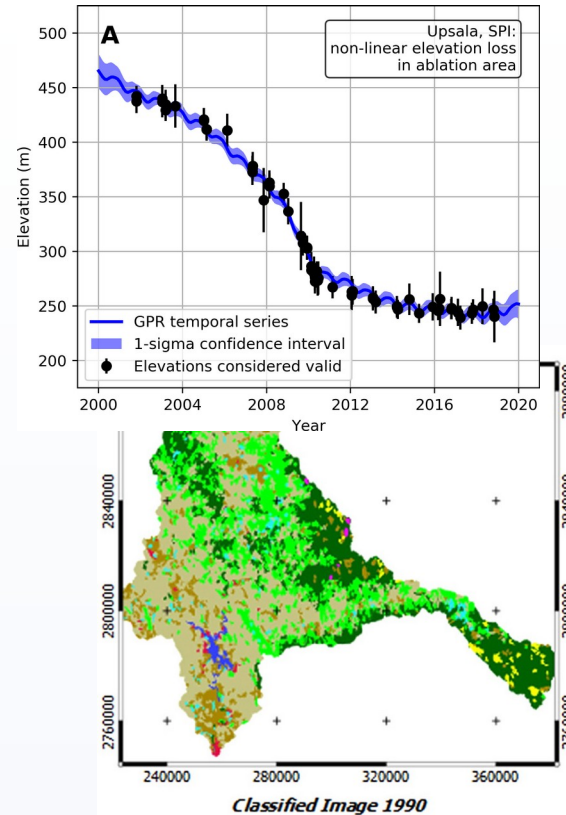 A
Upsala, SPI:
non-linear elevation loss
in ablation area
500
450
400
350
300
250
200
Elevation (m)
GPR temporal series
1-sigma confidence interval
Elevations considered valid
2000 2004 2008 2012 2016 2020
Year
2840000
2800000
2760000
2800000
2760000
240000 280000 320000 360000
Classified Image 1990